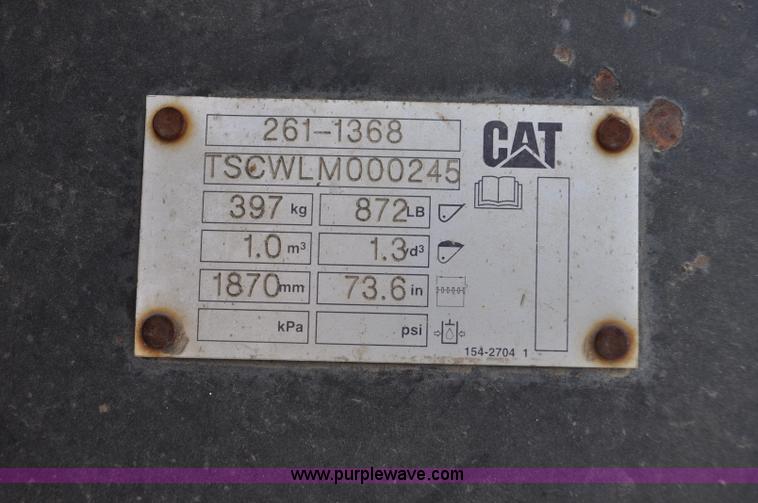 261-1368
CAT
TSCWLM000245
397 kg 872 LB
1.0 m³ 1.3 yd³
1870 mm 73.6 in
kPa psi
154-2704 1
www.purplewave.com